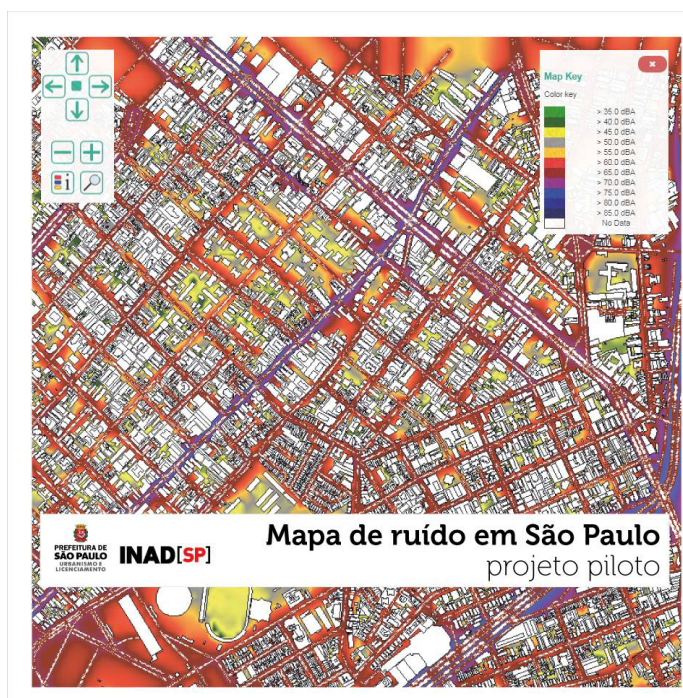 Map Key
Color key
> 35.0 dBA
> 40.0 dBA
> 45.0 dBA
> 50.0 dBA
> 55.0 dBA
> 60.0 dBA
> 65.0 dBA
> 70.0 dBA
> 75.0 dBA
> 80.0 dBA
> 85.0 dBA
No Data
i
PREFEITURA DE
SÃO PAULO
URBANISMO E
LICENCIAMENTO
INAD[SP]
Mapa de ruído em São Paulo
projeto piloto